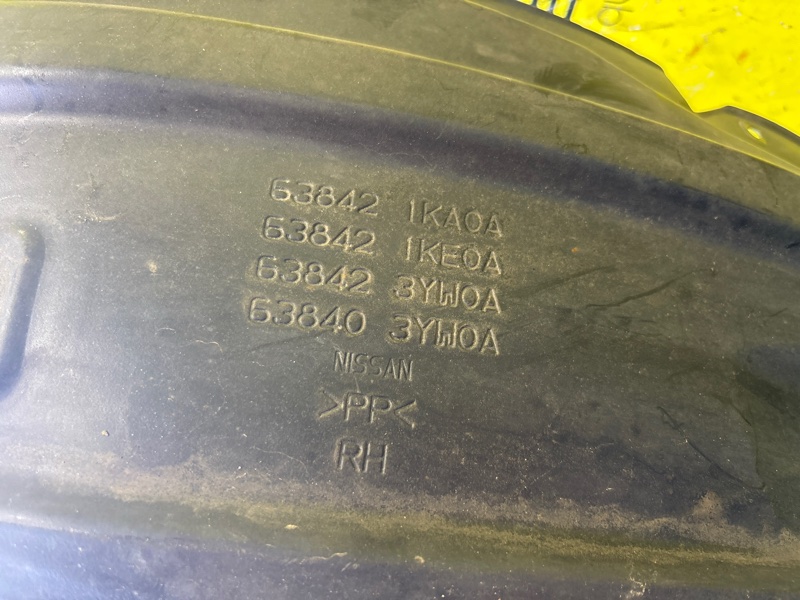 63842 1KA0A
63842 1KE0A
63842 3YW0A
63840 3YW0A
NISSAN
>PP<
RH